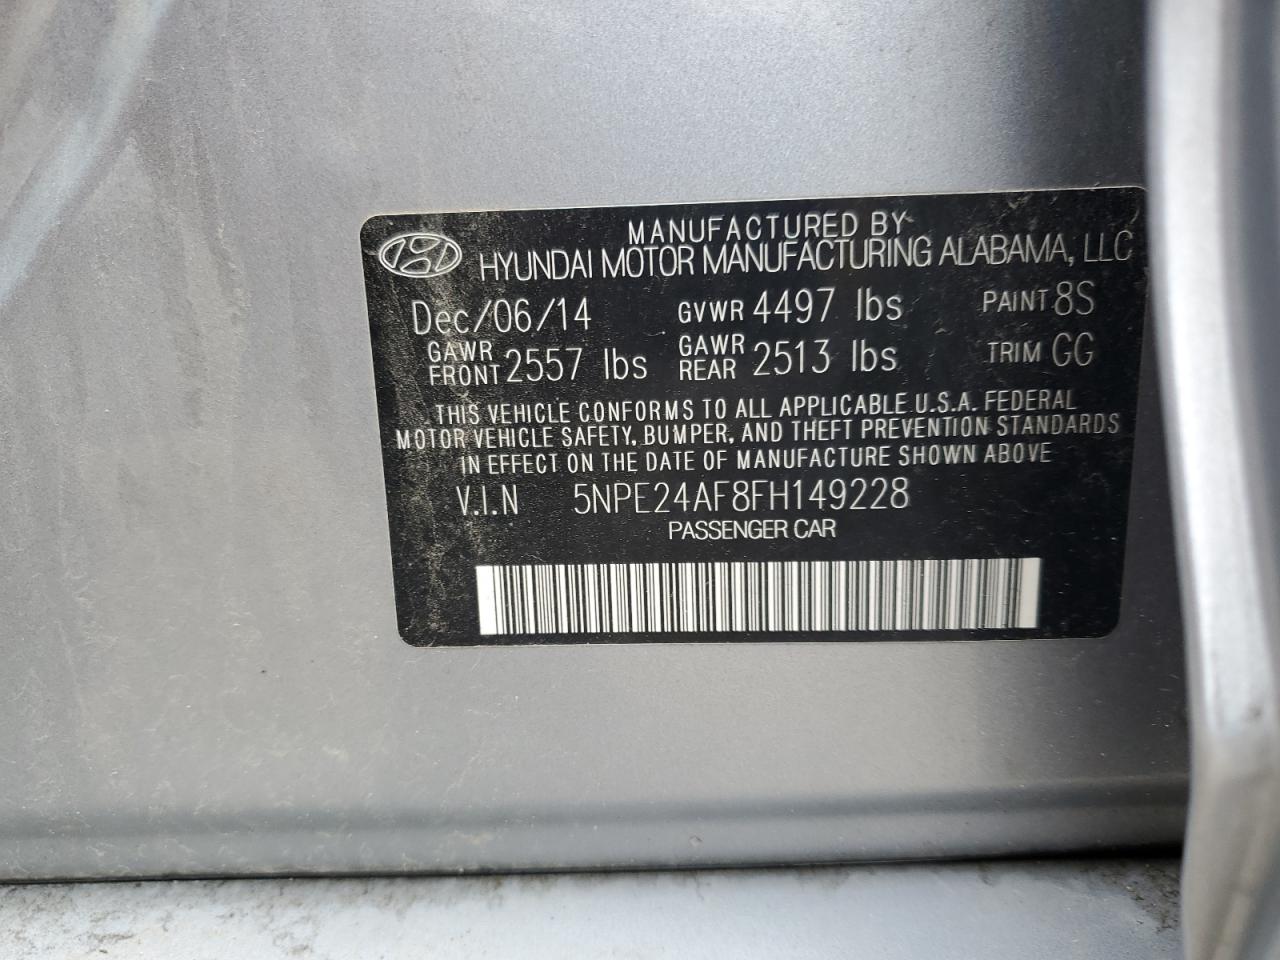 MANUFACTURED BY
HYUNDAI MOTOR MANUFACTURING ALABAMA, LLC
Dec/06/14 GVWR 4497 lbs PAINT 8S
GAWR FRONT 2557 lbs GAWR REAR 2513 lbs TRIM GG
THIS VEHICLE CONFORMS TO ALL APPLICABLE U.S.A. FEDERAL
MOTOR VEHICLE SAFETY, BUMPER, AND THEFT PREVENTION STANDARDS
IN EFFECT ON THE DATE OF MANUFACTURE SHOWN ABOVE
V.I.N 5NPE24AF8FH149228
PASSENGER CAR